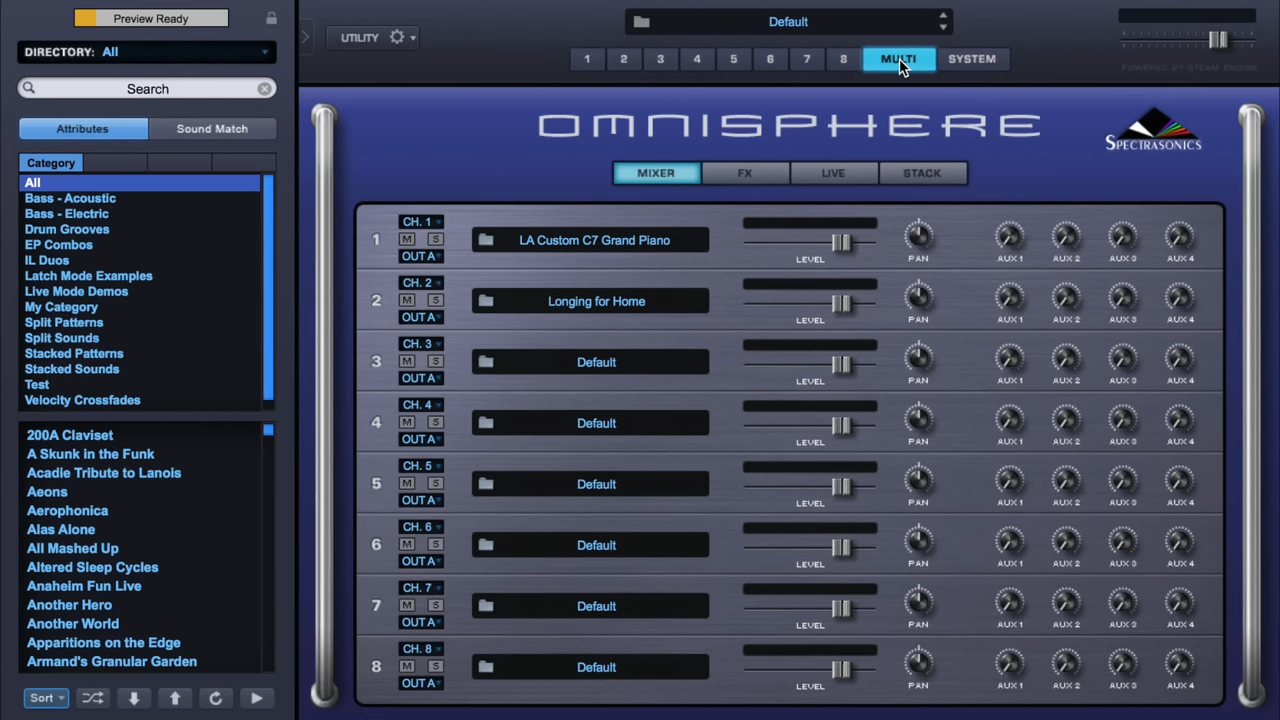 Preview Ready
DIRECTORY: All
Search
Attributes
Sound Match
Category
All
Bass - Acoustic
Bass - Electric
Drum Grooves
EP Combos
IL Duos
Latch Mode Examples
Live Mode Demos
My Category
Split Patterns
Split Sounds
Stacked Patterns
Stacked Sounds
Test
Velocity Crossfades
200A Claviset
A Skunk in the Funk
Acadie Tribute to Lanois
Aeons
Aerophonica
Alas Alone
All Mashed Up
Altered Sleep Cycles
Anaheim Fun Live
Another Hero
Another World
Apparitions on the Edge
Armand's Granular Garden
Sort
UTILITY
Default
1 2 3 4 5 6 7 8 MULTI SYSTEM
POWERED BY STEAM ENGINE
OMNISPHERE
SPECTRASONICS
MIXER FX LIVE STACK
1 CH. 1 M S OUT A LA Custom C7 Grand Piano LEVEL PAN AUX 1 AUX 2 AUX 3 AUX 4
2 CH. 2 M S OUT A Longing for Home LEVEL PAN AUX 1 AUX 2 AUX 3 AUX 4
3 CH. 3 M S OUT A Default LEVEL PAN AUX 1 AUX 2 AUX 3 AUX 4
4 CH. 4 M S OUT A Default LEVEL PAN AUX 1 AUX 2 AUX 3 AUX 4
5 CH. 5 M S OUT A Default LEVEL PAN AUX 1 AUX 2 AUX 3 AUX 4
6 CH. 6 M S OUT A Default LEVEL PAN AUX 1 AUX 2 AUX 3 AUX 4
7 CH. 7 M S OUT A Default LEVEL PAN AUX 1 AUX 2 AUX 3 AUX 4
8 CH. 8 M S OUT A Default LEVEL PAN AUX 1 AUX 2 AUX 3 AUX 4